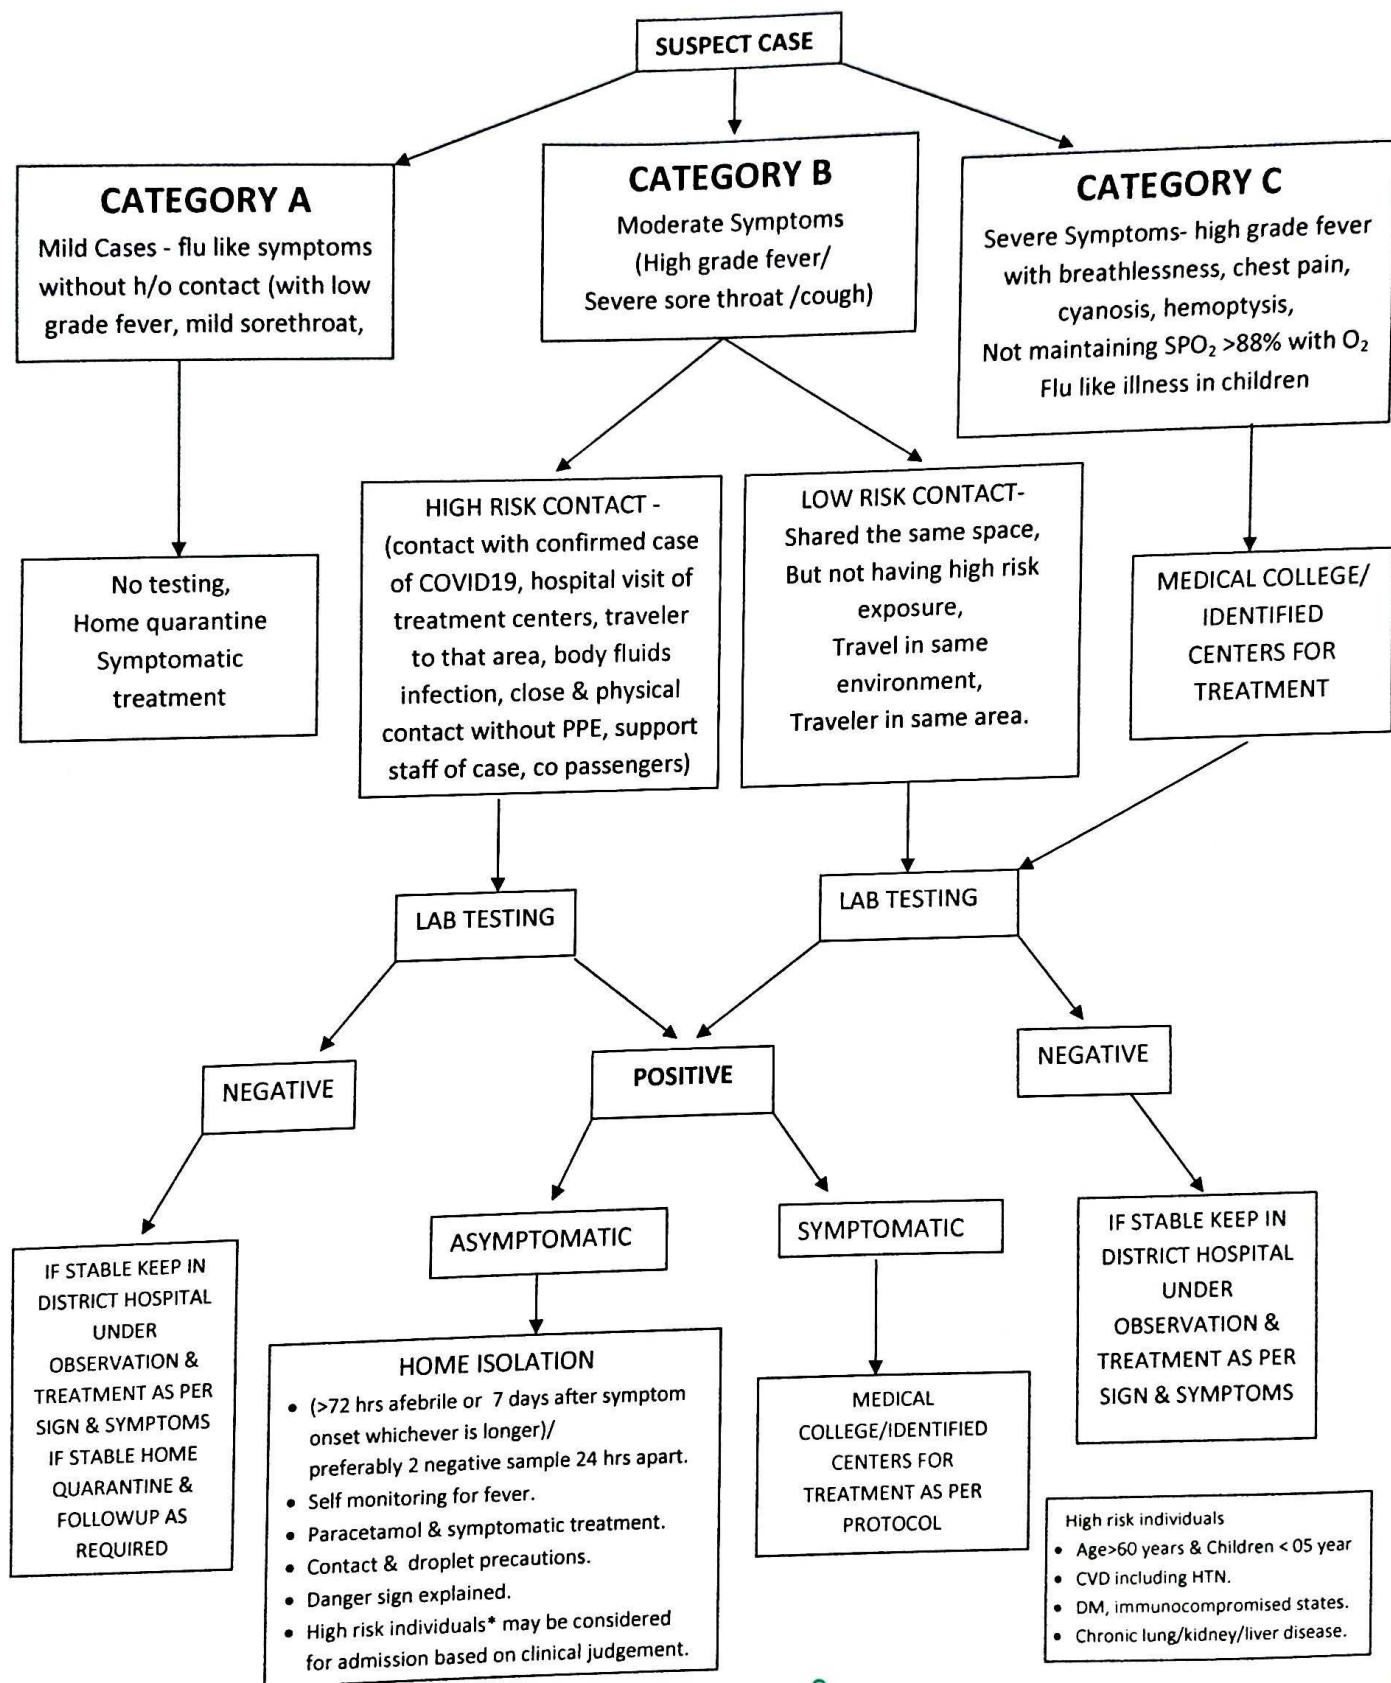 SUSPECT CASE
CATEGORY A
Mild Cases - flu like symptoms
without h/o contact (with low
grade fever, mild sorethroat,
CATEGORY B
Moderate Symptoms
(High grade fever/
Severe sore throat /cough)
CATEGORY C
Severe Symptoms- high grade fever
with breathlessness, chest pain,
cyanosis, hemoptysis,
Not maintaining SPO₂ >88% with O₂
Flu like illness in children
No testing,
Home quarantine
Symptomatic
treatment
HIGH RISK CONTACT -
(contact with confirmed case
of COVID19, hospital visit of
treatment centers, traveler
to that area, body fluids
infection, close & physical
contact without PPE, support
staff of case, co passengers)
LOW RISK CONTACT-
Shared the same space,
But not having high risk
exposure,
Travel in same
environment,
Traveler in same area.
MEDICAL COLLEGE/
IDENTIFIED
CENTERS FOR
TREATMENT
LAB TESTING
LAB TESTING
NEGATIVE
POSITIVE
NEGATIVE
IF STABLE KEEP IN
DISTRICT HOSPITAL
UNDER
OBSERVATION &
TREATMENT AS PER
SIGN & SYMPTOMS
IF STABLE HOME
QUARANTINE &
FOLLOWUP AS
REQUIRED
ASYMPTOMATIC
SYMPTOMATIC
IF STABLE KEEP IN
DISTRICT HOSPITAL
UNDER
OBSERVATION &
TREATMENT AS PER
SIGN & SYMPTOMS
HOME ISOLATION
• (>72 hrs afebrile or 7 days after symptom
onset whichever is longer)/
preferably 2 negative sample 24 hrs apart.
• Self monitoring for fever.
• Paracetamol & symptomatic treatment.
• Contact & droplet precautions.
• Danger sign explained.
• High risk individuals* may be considered
for admission based on clinical judgement.
MEDICAL
COLLEGE/IDENTIFIED
CENTERS FOR
TREATMENT AS PER
PROTOCOL
High risk individuals
• Age>60 years & Children < 05 year
• CVD including HTN.
• DM, immunocompromised states.
• Chronic lung/kidney/liver disease.